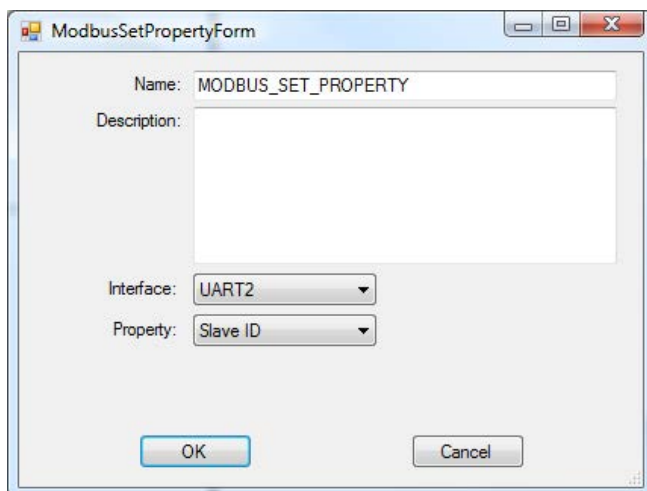 ModbusSetPropertyForm
Name: MODBUS_SET_PROPERTY
Description:
Interface: UART2
Property: Slave ID
OK Cancel